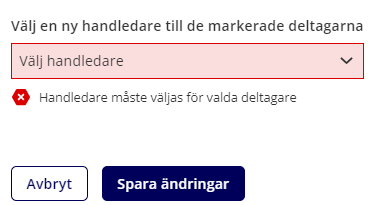 Välj en ny handledare till de markerade deltagarna
Välj handledare
Handledare måste väljas för valda deltagare
Avbryt
Spara ändringar